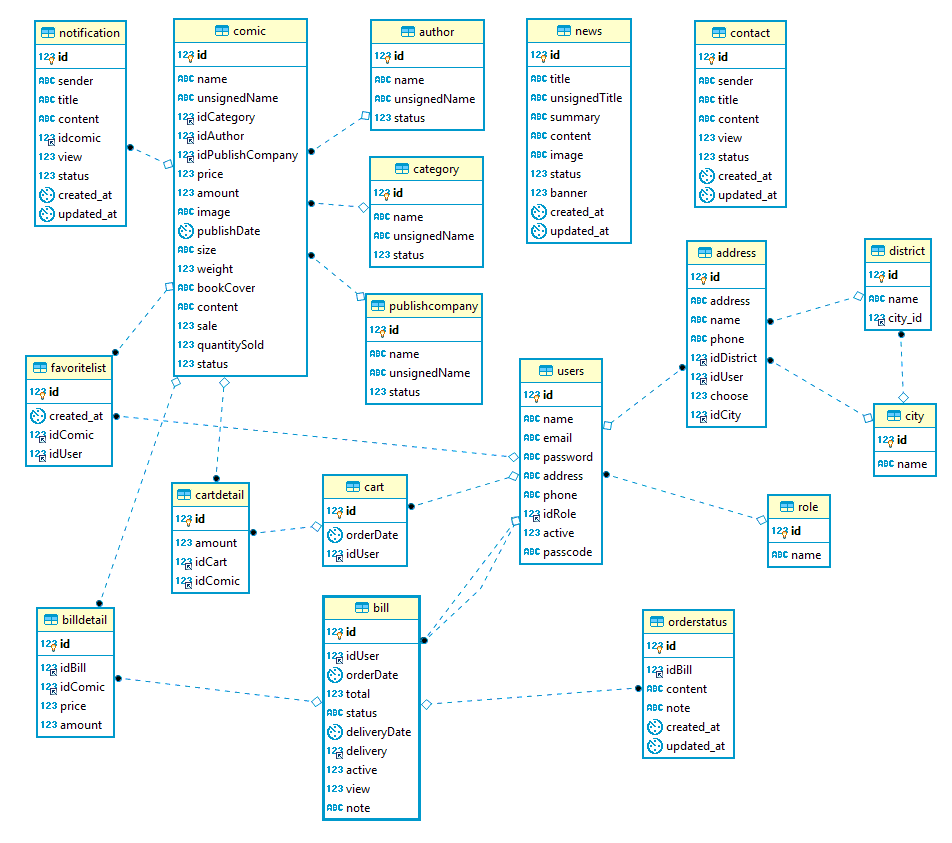 notification
123 id
ABC sender
ABC title
ABC content
123 idcomic
123 view
123 status
created_at
updated_at
comic
123 id
ABC name
ABC unsignedName
123 idCategory
123 idAuthor
123 idPublishCompany
123 price
123 amount
ABC image
publishDate
ABC size
123 weight
ABC bookCover
ABC content
123 sale
123 quantitySold
123 status
author
123 id
ABC name
ABC unsignedName
123 status
category
123 id
ABC name
ABC unsignedName
123 status
publishcompany
123 id
ABC name
ABC unsignedName
123 status
news
123 id
ABC title
ABC unsignedTitle
ABC summary
ABC content
ABC image
123 status
123 banner
created_at
updated_at
contact
123 id
ABC sender
ABC title
ABC content
123 view
123 status
created_at
updated_at
address
123 id
ABC address
ABC name
ABC phone
123 idDistrict
123 idUser
123 choose
123 idCity
district
123 id
ABC name
123 city_id
city
123 id
ABC name
favoritelist
123 id
created_at
123 idComic
123 idUser
users
123 id
ABC name
ABC email
ABC password
ABC address
ABC phone
123 idRole
123 active
ABC passcode
role
123 id
ABC name
cartdetail
123 id
123 amount
123 idCart
123 idComic
cart
123 id
orderDate
123 idUser
billdetail
123 id
123 idBill
123 idComic
123 price
123 amount
bill
123 id
123 idUser
orderDate
123 total
ABC status
deliveryDate
123 delivery
123 active
123 view
ABC note
orderstatus
123 id
123 idBill
ABC content
ABC note
created_at
updated_at